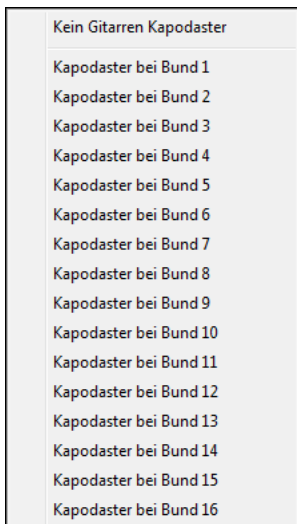 Kein Gitarren Kapodaster
Kapodaster bei Bund 1
Kapodaster bei Bund 2
Kapodaster bei Bund 3
Kapodaster bei Bund 4
Kapodaster bei Bund 5
Kapodaster bei Bund 6
Kapodaster bei Bund 7
Kapodaster bei Bund 8
Kapodaster bei Bund 9
Kapodaster bei Bund 10
Kapodaster bei Bund 11
Kapodaster bei Bund 12
Kapodaster bei Bund 13
Kapodaster bei Bund 14
Kapodaster bei Bund 15
Kapodaster bei Bund 16